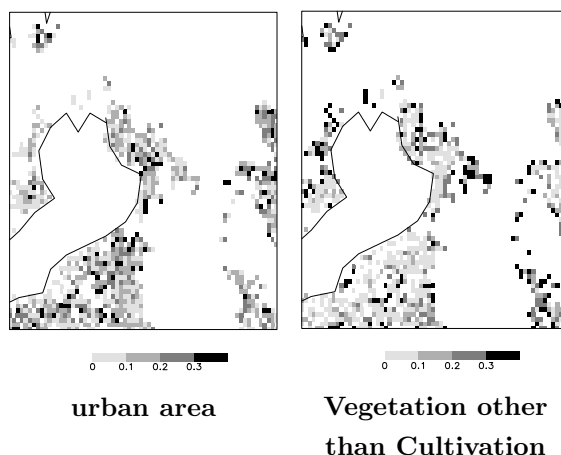 0 0.1 0.2 0.3
0 0.1 0.2 0.3
urban area
Vegetation other
than Cultivation